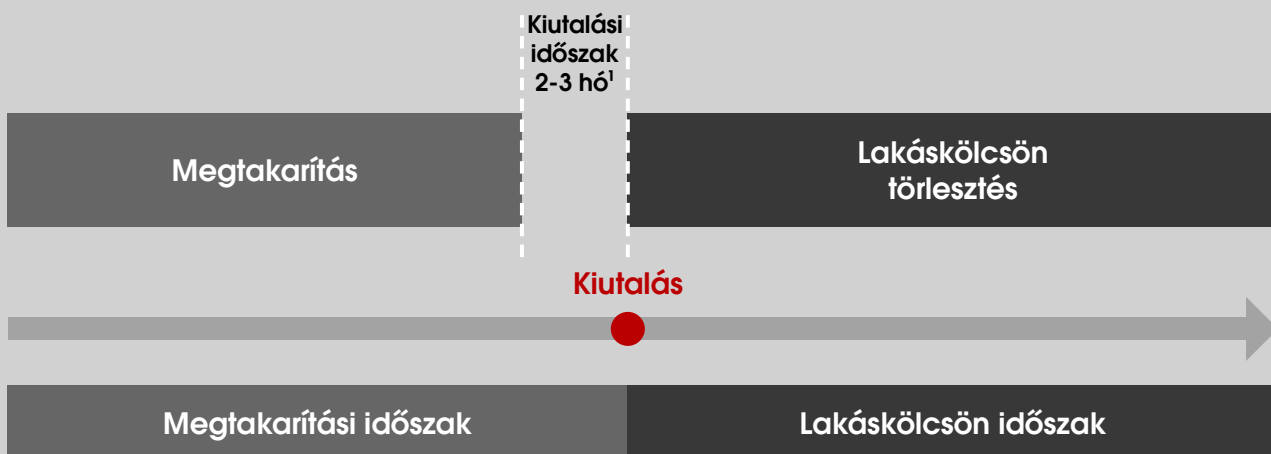 Kiutalási
időszak
2-3 hó¹
Megtakarítás
Lakáskölcsön
törlesztés
Kiutalás
Megtakarítási időszak
Lakáskölcsön időszak